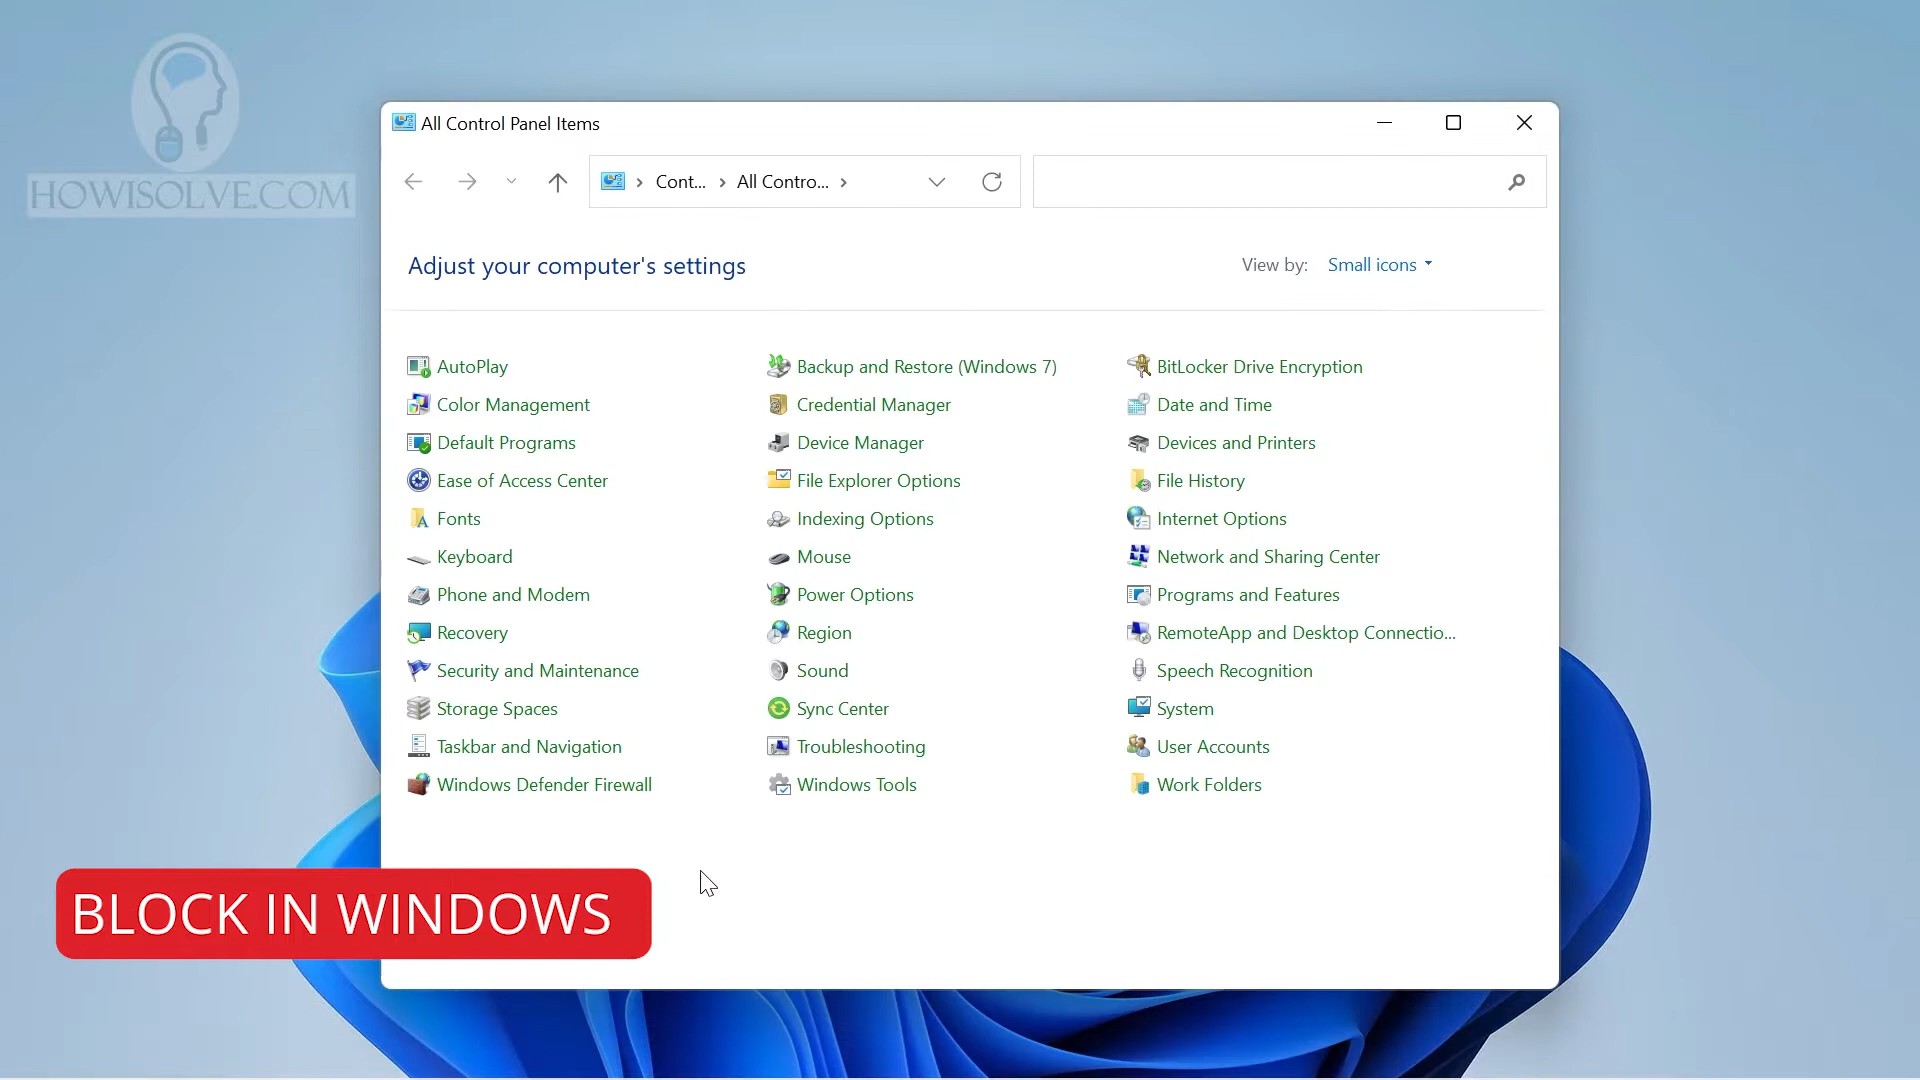 HOWISOLVE.COM
All Control Panel Items
Cont... All Contro...
Adjust your computer's settings
View by: Small icons
AutoPlay
Backup and Restore (Windows 7)
BitLocker Drive Encryption
Color Management
Credential Manager
Date and Time
Default Programs
Device Manager
Devices and Printers
Ease of Access Center
File Explorer Options
File History
Fonts
Indexing Options
Internet Options
Keyboard
Mouse
Network and Sharing Center
Phone and Modem
Power Options
Programs and Features
Recovery
Region
RemoteApp and Desktop Connectio...
Security and Maintenance
Sound
Speech Recognition
Storage Spaces
Sync Center
System
Taskbar and Navigation
Troubleshooting
User Accounts
Windows Defender Firewall
Windows Tools
Work Folders
BLOCK IN WINDOWS